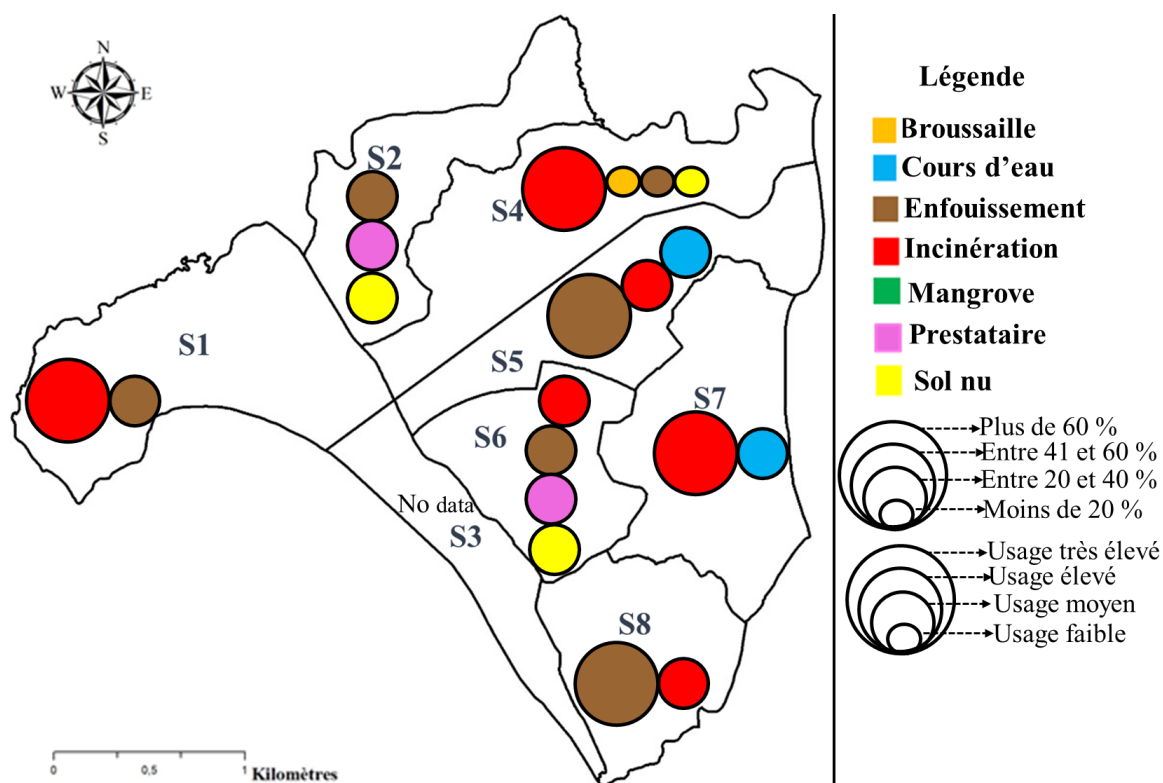 N
W E
S
S1
S2
S4
S5
S6
S7
No data
S3
S8
0 0,5 1 Kilomètres
Légende
Broussaille
Cours d'eau
Enfouissement
Incinération
Mangrove
Prestataire
Sol nu
Plus de 60 %
Entre 41 et 60 %
Entre 20 et 40 %
Moins de 20 %
Usage très élevé
Usage élevé
Usage moyen
Usage faible